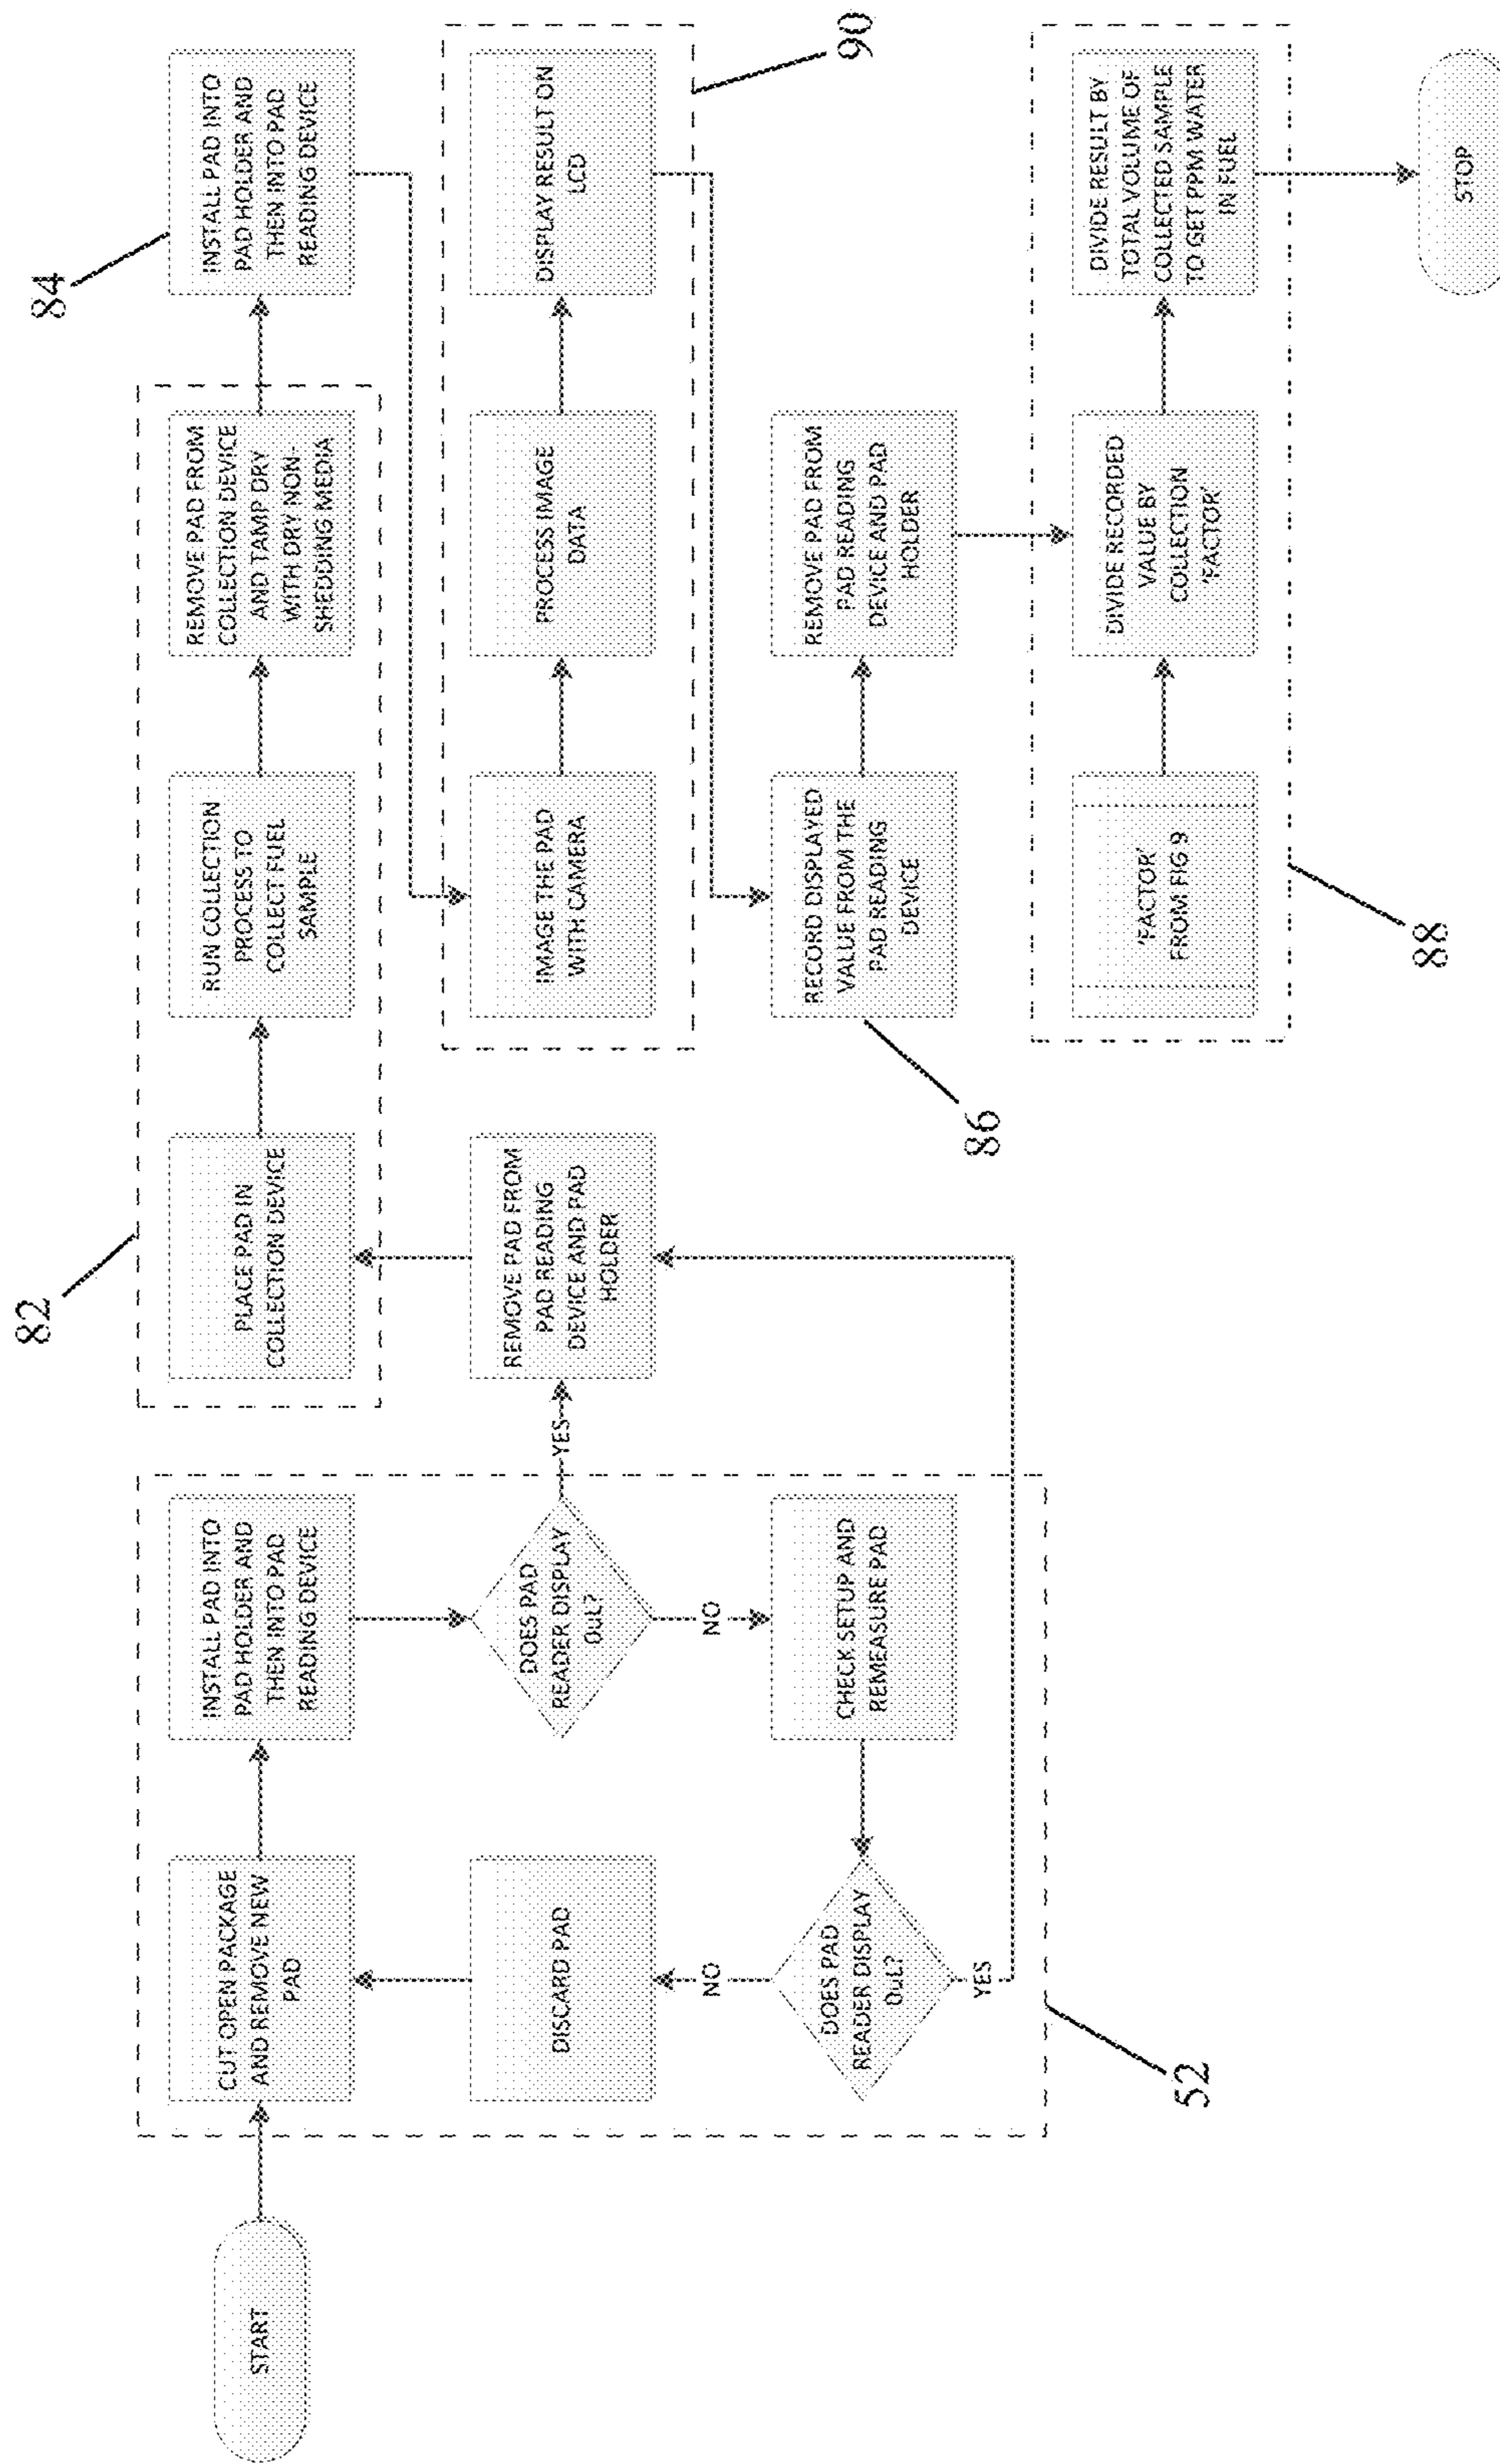 START
CUT OPEN PACKAGE
AND REMOVE NEW
PAD
INSTALL PAD INTO
PAD HOLDER AND
THEN INTO PAD
READING DEVICE
DOES PAD
READER DISPLAY
0uL?
YES
NO
CHECK SETUP AND
REMEASURE PAD
DOES PAD
READER DISPLAY
0uL?
NO
DISCARD PAD
YES
52
REMOVE PAD FROM
PAD READING
DEVICE AND PAD
HOLDER
82
PLACE PAD IN
COLLECTION DEVICE
RUN COLLECTION
PROCESS TO
COLLECT FUEL
SAMPLE
REMOVE PAD FROM
COLLECTION DEVICE
AND TAMP DRY
WITH DRY NON-
SHEDDING MEDIA
84
INSTALL PAD INTO
PAD HOLDER AND
THEN INTO PAD
READING DEVICE
IMAGE THE PAD
WITH CAMERA
PROCESS IMAGE
DATA
DISPLAY RESULT ON
LCD
90
RECORD DISPLAYED
VALUE FROM THE
PAD READING
DEVICE
86
REMOVE PAD FROM
PAD READING
DEVICE AND PAD
HOLDER
'FACTOR'
FROM FIG 9
DIVIDE RECORDED
VALUE BY
COLLECTION
'FACTOR'
DIVIDE RESULT BY
TOTAL VOLUME OF
COLLECTED SAMPLE
TO GET PPM WATER
IN FUEL
88
STOP